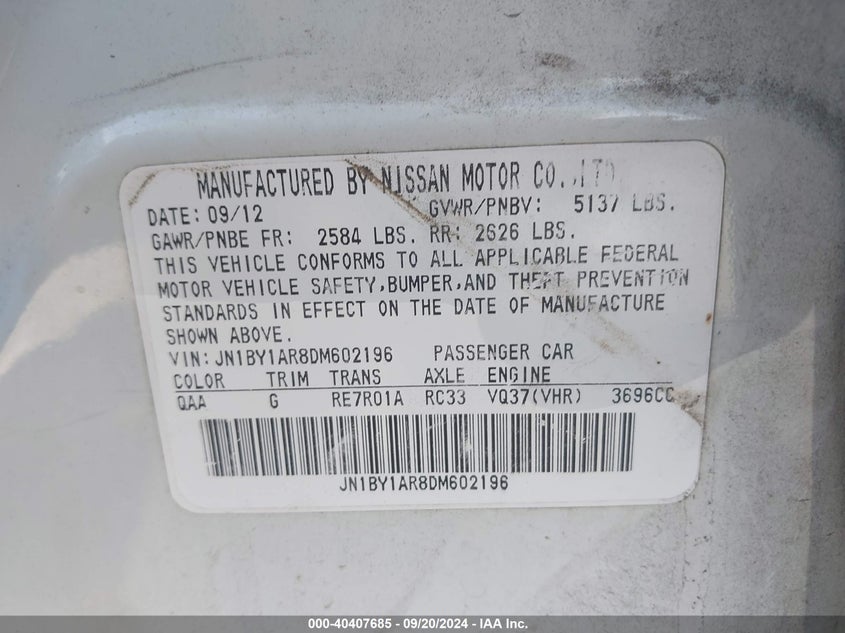 MANUFACTURED BY NISSAN MOTOR CO.,LTD
DATE: 09/12 GVWR/PNBV: 5137 LBS.
GAWR/PNBE FR: 2584 LBS. RR: 2626 LBS.
THIS VEHICLE CONFORMS TO ALL APPLICABLE FEDERAL
MOTOR VEHICLE SAFETY,BUMPER,AND THEFT PREVENTION
STANDARDS IN EFFECT ON THE DATE OF MANUFACTURE
SHOWN ABOVE.
VIN:JN1BY1AR8DM602196 PASSENGER CAR
COLOR TRIM TRANS AXLE ENGINE
QAA G RE7R01A RC33 VQ37(VHR) 3696CC
JN1BY1AR8DM602196
000-40407685 - 09/20/2024 - IAA Inc.